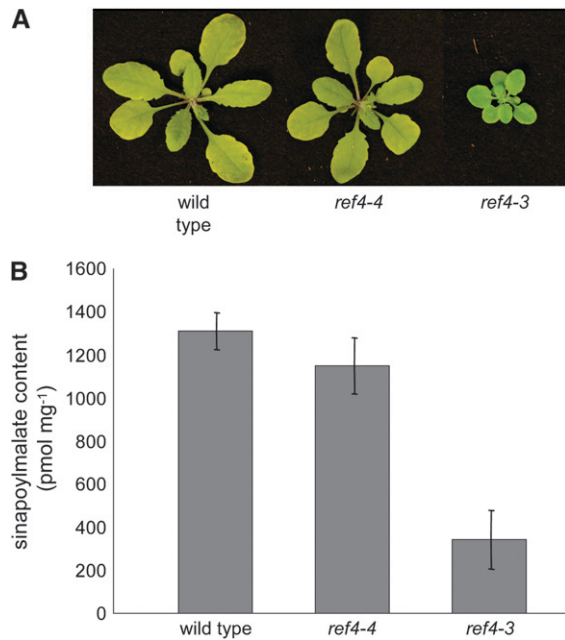 A
wild
type
ref4-4
ref4-3
B
1600
1400
1200
1000
800
600
400
200
0
sinapoylmalate content
(pmol mg-1)
wild type
ref4-4
ref4-3